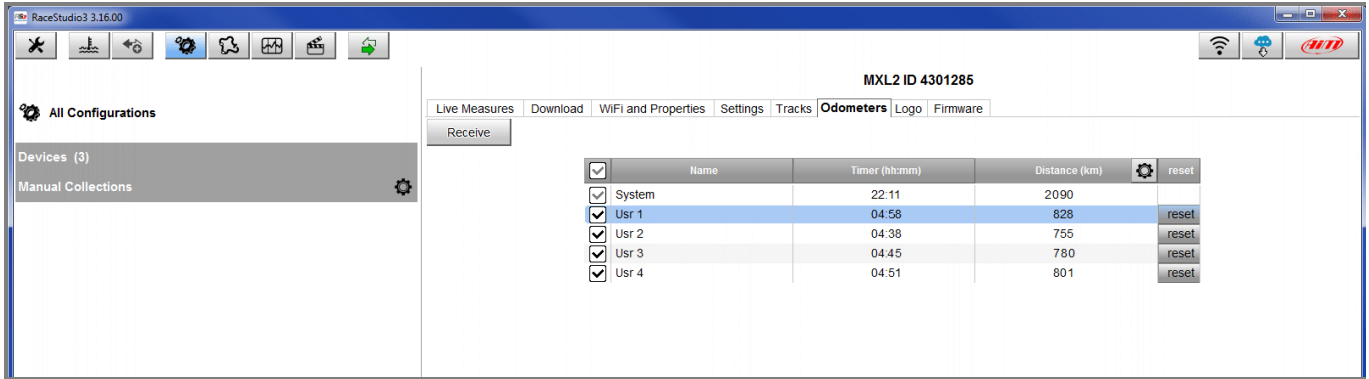 RaceStudio3 3.16.00
AiM
MXL2 ID 4301285
All Configurations
Live Measures Download WiFi and Properties Settings Tracks Odometers Logo Firmware
Receive
Devices (3)
Manual Collections
Name Timer (hh:mm) Distance (km) reset
System 22:11 2090
Usr 1 04:58 828 reset
Usr 2 04:38 755 reset
Usr 3 04:45 780 reset
Usr 4 04:51 801 reset